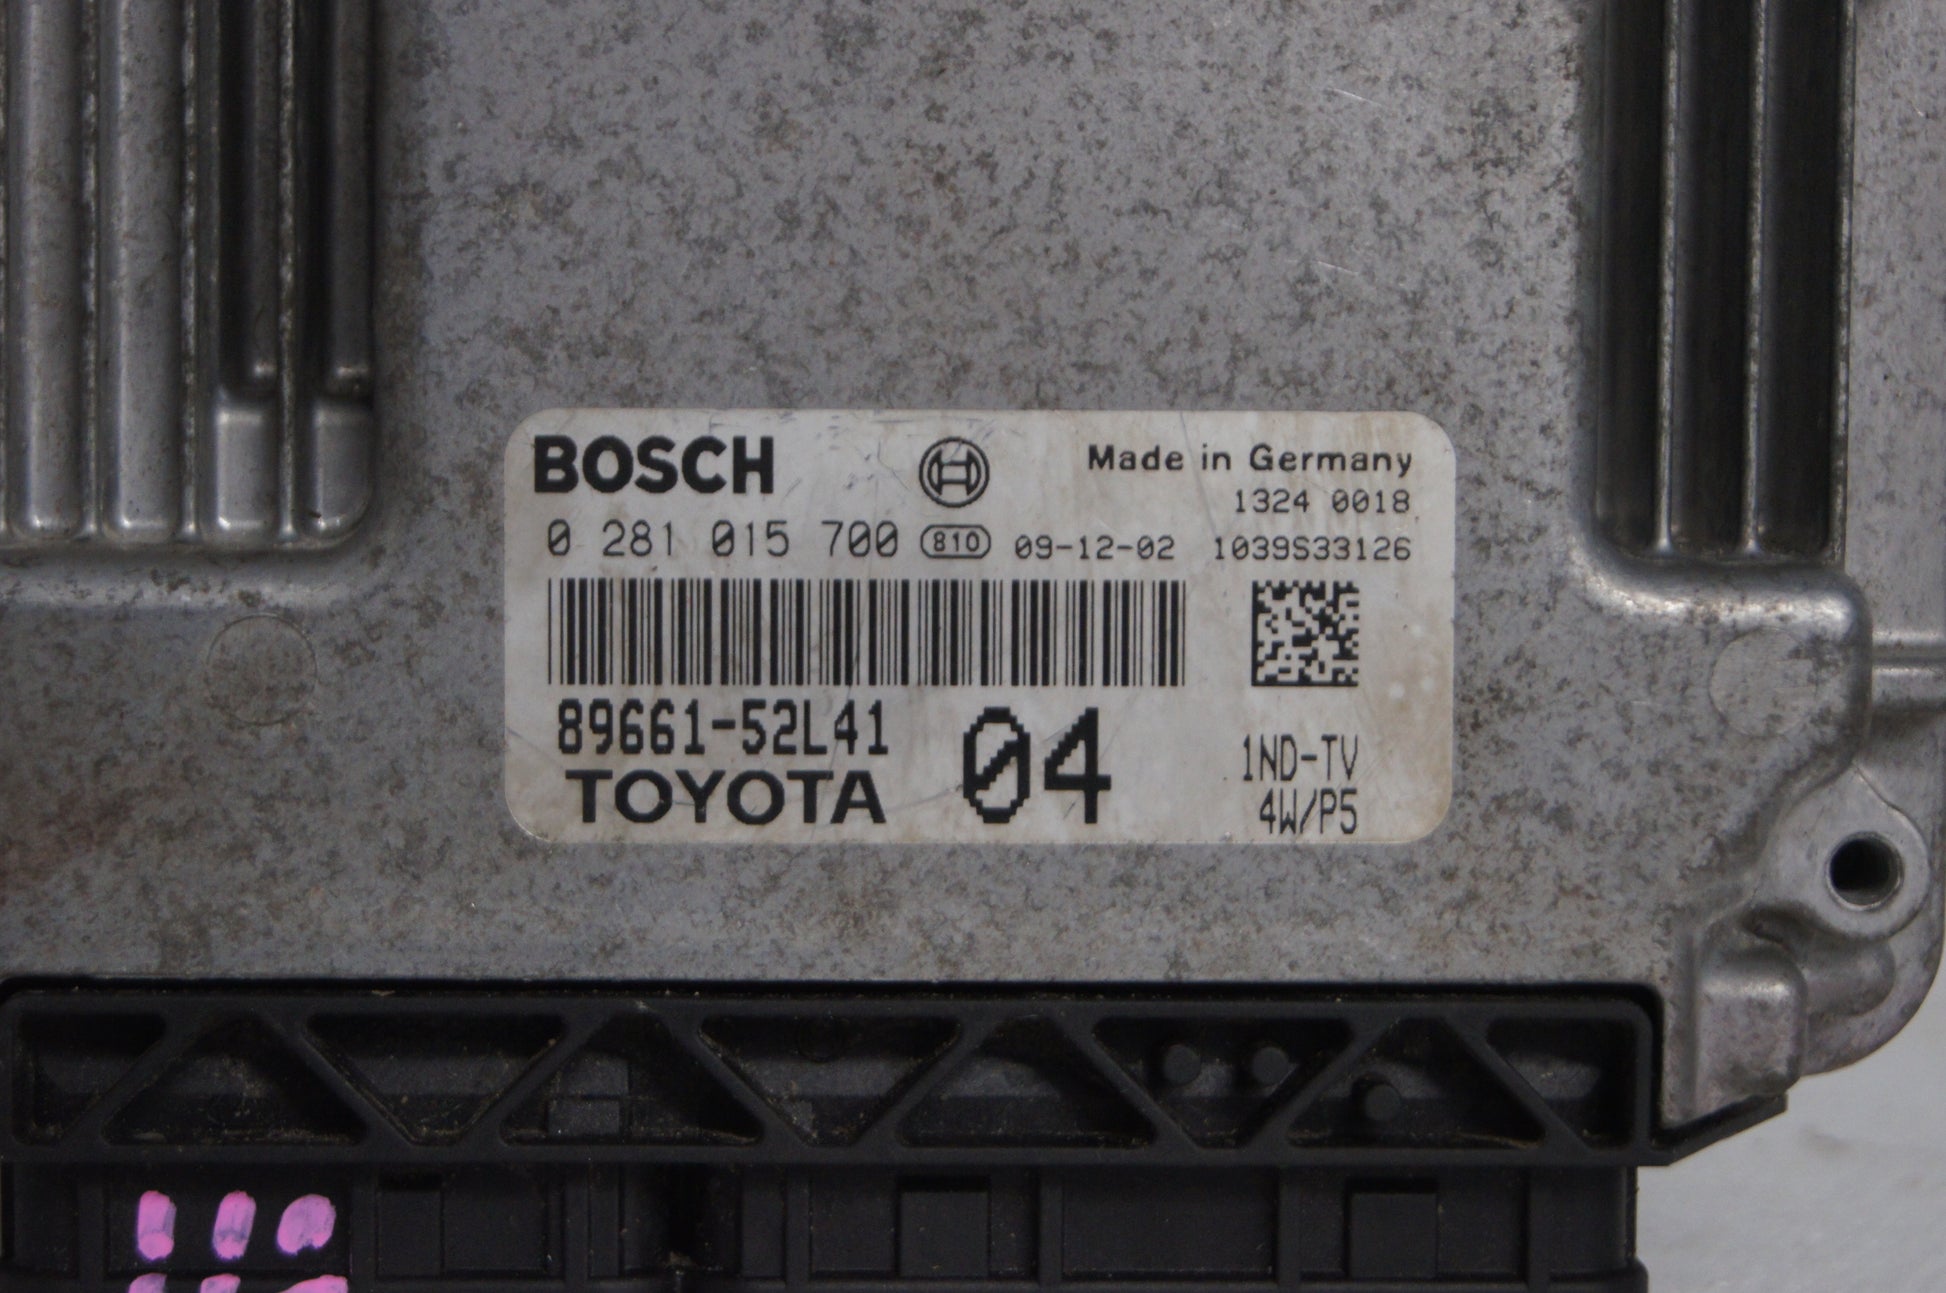 BOSCH
Made in Germany
1324 0018
0 281 015 700 810 09-12-02 1039S33126
89661-52L41
TOYOTA
04
1ND-TV
4W/P5